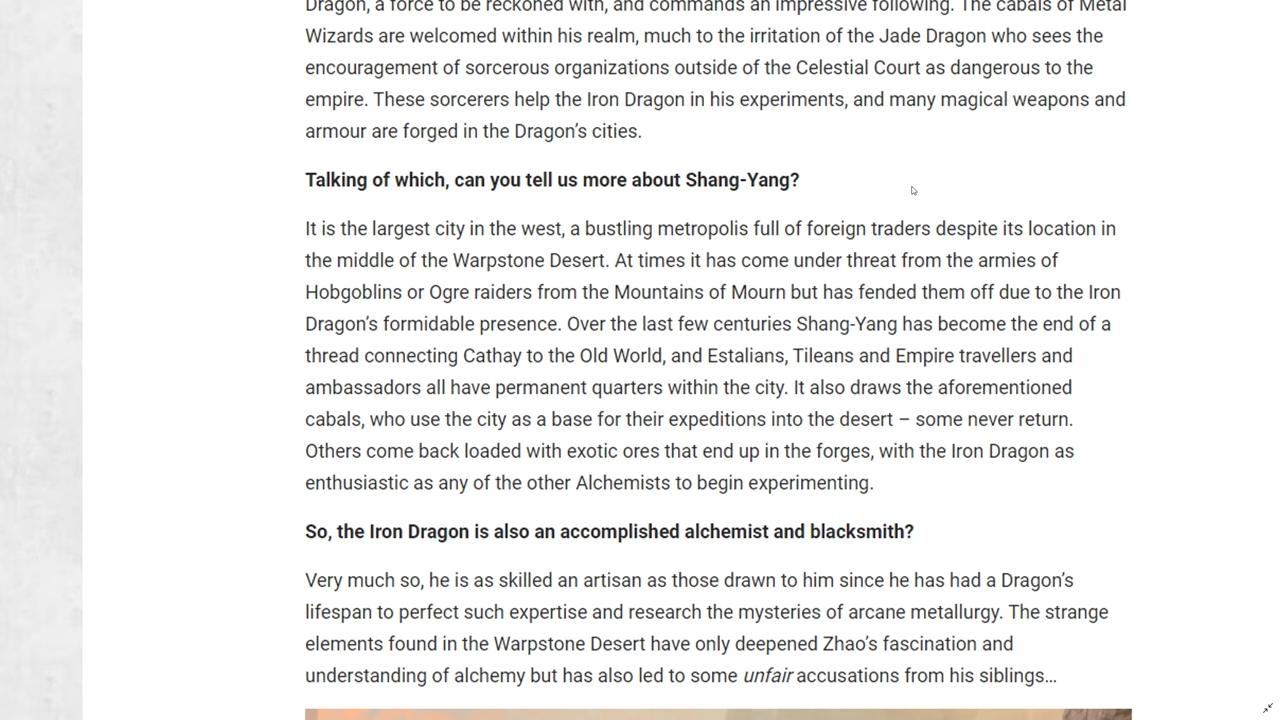 Dragon, a force to be reckoned with, and commands an impressive following. The cabals of Metal
Wizards are welcomed within his realm, much to the irritation of the Jade Dragon who sees the
encouragement of sorcerous organizations outside of the Celestial Court as dangerous to the
empire. These sorcerers help the Iron Dragon in his experiments, and many magical weapons and
armour are forged in the Dragon’s cities.
Talking of which, can you tell us more about Shang-Yang?
It is the largest city in the west, a bustling metropolis full of foreign traders despite its location in
the middle of the Warpstone Desert. At times it has come under threat from the armies of
Hobgoblins or Ogre raiders from the Mountains of Mourn but has fended them off due to the Iron
Dragon’s formidable presence. Over the last few centuries Shang-Yang has become the end of a
thread connecting Cathay to the Old World, and Estalians, Tileans and Empire travellers and
ambassadors all have permanent quarters within the city. It also draws the aforementioned
cabals, who use the city as a base for their expeditions into the desert – some never return.
Others come back loaded with exotic ores that end up in the forges, with the Iron Dragon as
enthusiastic as any of the other Alchemists to begin experimenting.
So, the Iron Dragon is also an accomplished alchemist and blacksmith?
Very much so, he is as skilled an artisan as those drawn to him since he has had a Dragon’s
lifespan to perfect such expertise and research the mysteries of arcane metallurgy. The strange
elements found in the Warpstone Desert have only deepened Zhao’s fascination and
understanding of alchemy but has also led to some unfair accusations from his siblings…